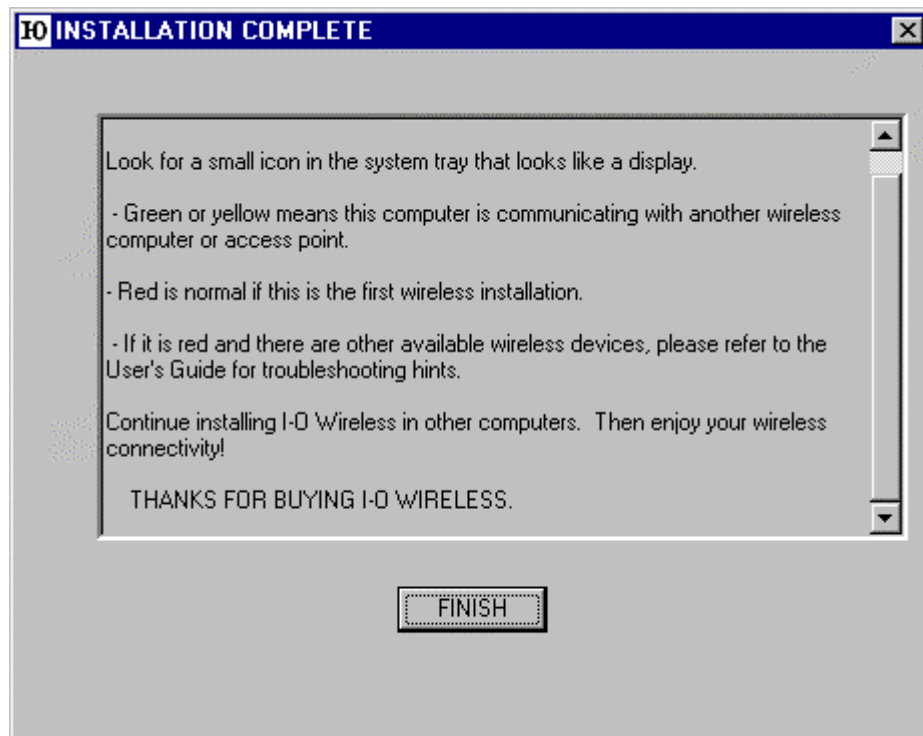 I-O INSTALLATION COMPLETE
Look for a small icon in the system tray that looks like a display.
- Green or yellow means this computer is communicating with another wireless
computer or access point.
- Red is normal if this is the first wireless installation.
- If it is red and there are other available wireless devices, please refer to the
User's Guide for troubleshooting hints.
Continue installing I-O Wireless in other computers.  Then enjoy your wireless
connectivity!
THANKS FOR BUYING I-O WIRELESS.
FINISH